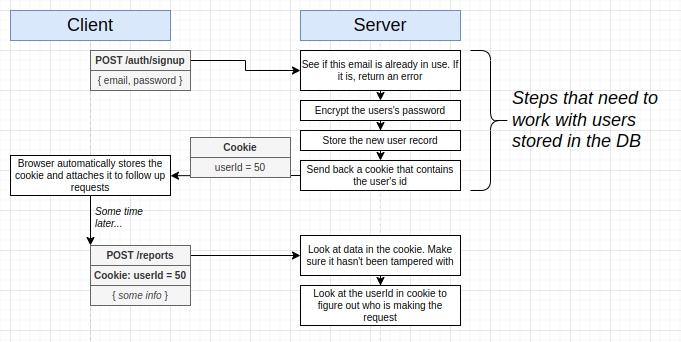 Client
Server
POST /auth/signup
{ email, password }
See if this email is already in use. If
it is, return an error
Encrypt the users's password
Store the new user record
Send back a cookie that contains
the user's id
Steps that need to
work with users
stored in the DB
Cookie
userId = 50
Browser automatically stores the
cookie and attaches it to follow up
requests
Some time
later...
POST /reports
Cookie: userId = 50
{ some info }
Look at data in the cookie. Make
sure it hasn't been tampered with
Look at the userId in cookie to
figure out who is making the
request